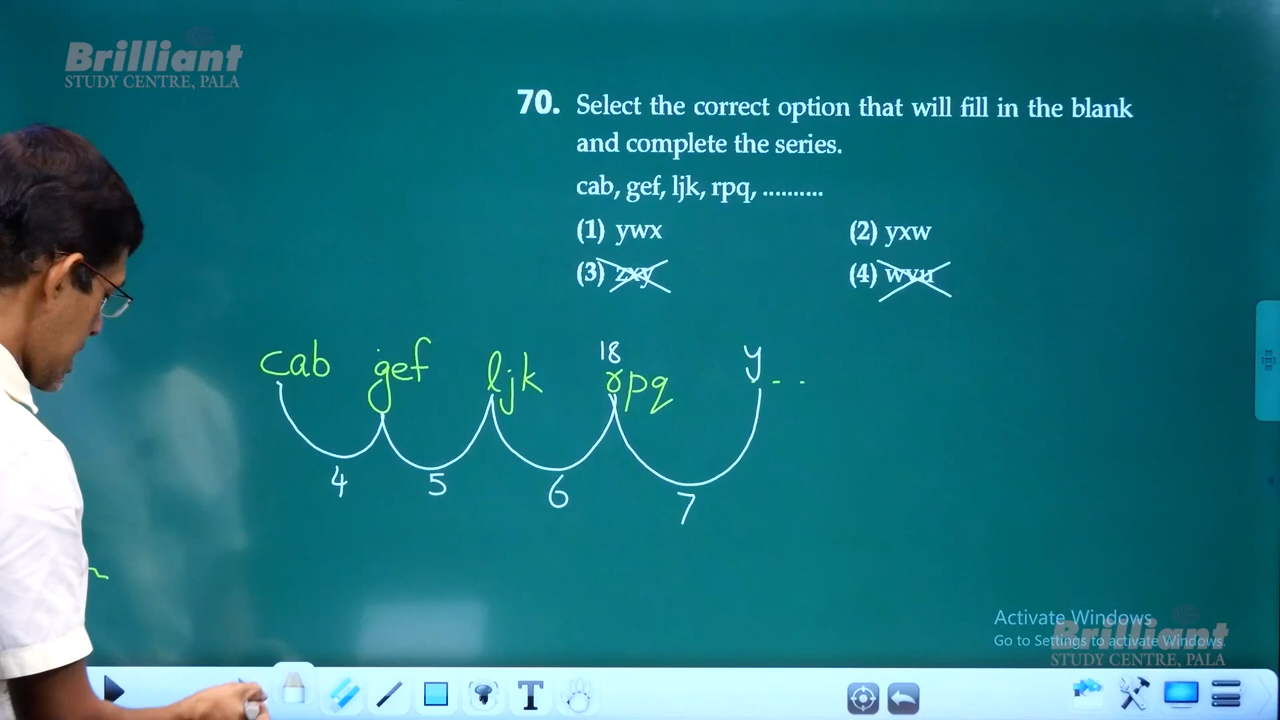 Brilliant
STUDY CENTRE, PALA
70. Select the correct option that will fill in the blank
and complete the series.
cab, gef, ljk, rpq, ..........
(1) ywx (2) yxw
(3) zxy (4) wvu
18
cab gef ljk rpq y . .
4 5 6 7
Activate Windows
Go to Settings to activate Windows.
Brilliant
STUDY CENTRE, PALA
T